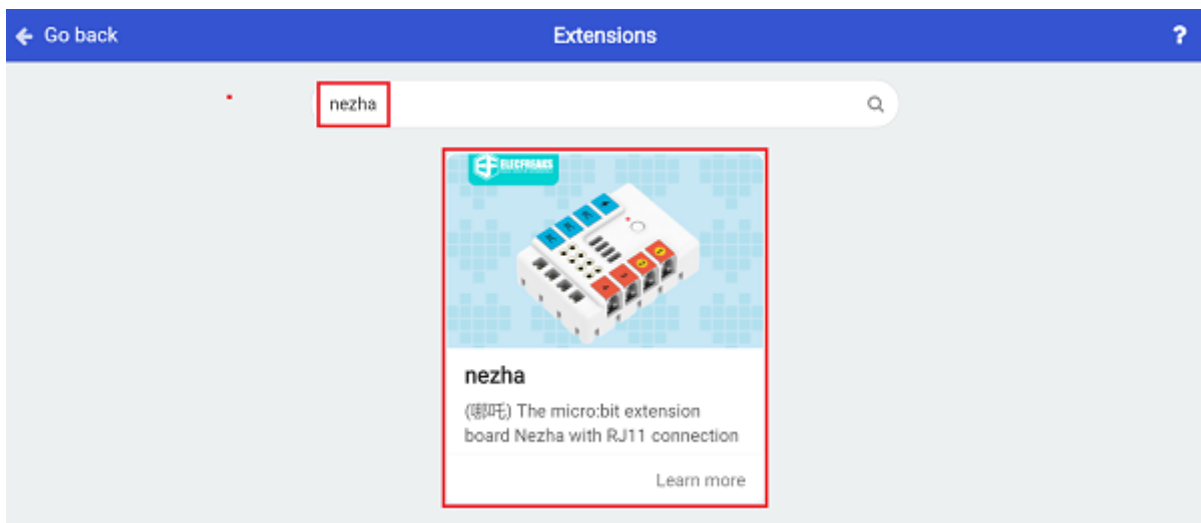 Go back
Extensions
?
nezha
ELECFREAKS
nezha
(哪吒) The micro:bit extension
board Nezha with RJ11 connection
Learn more